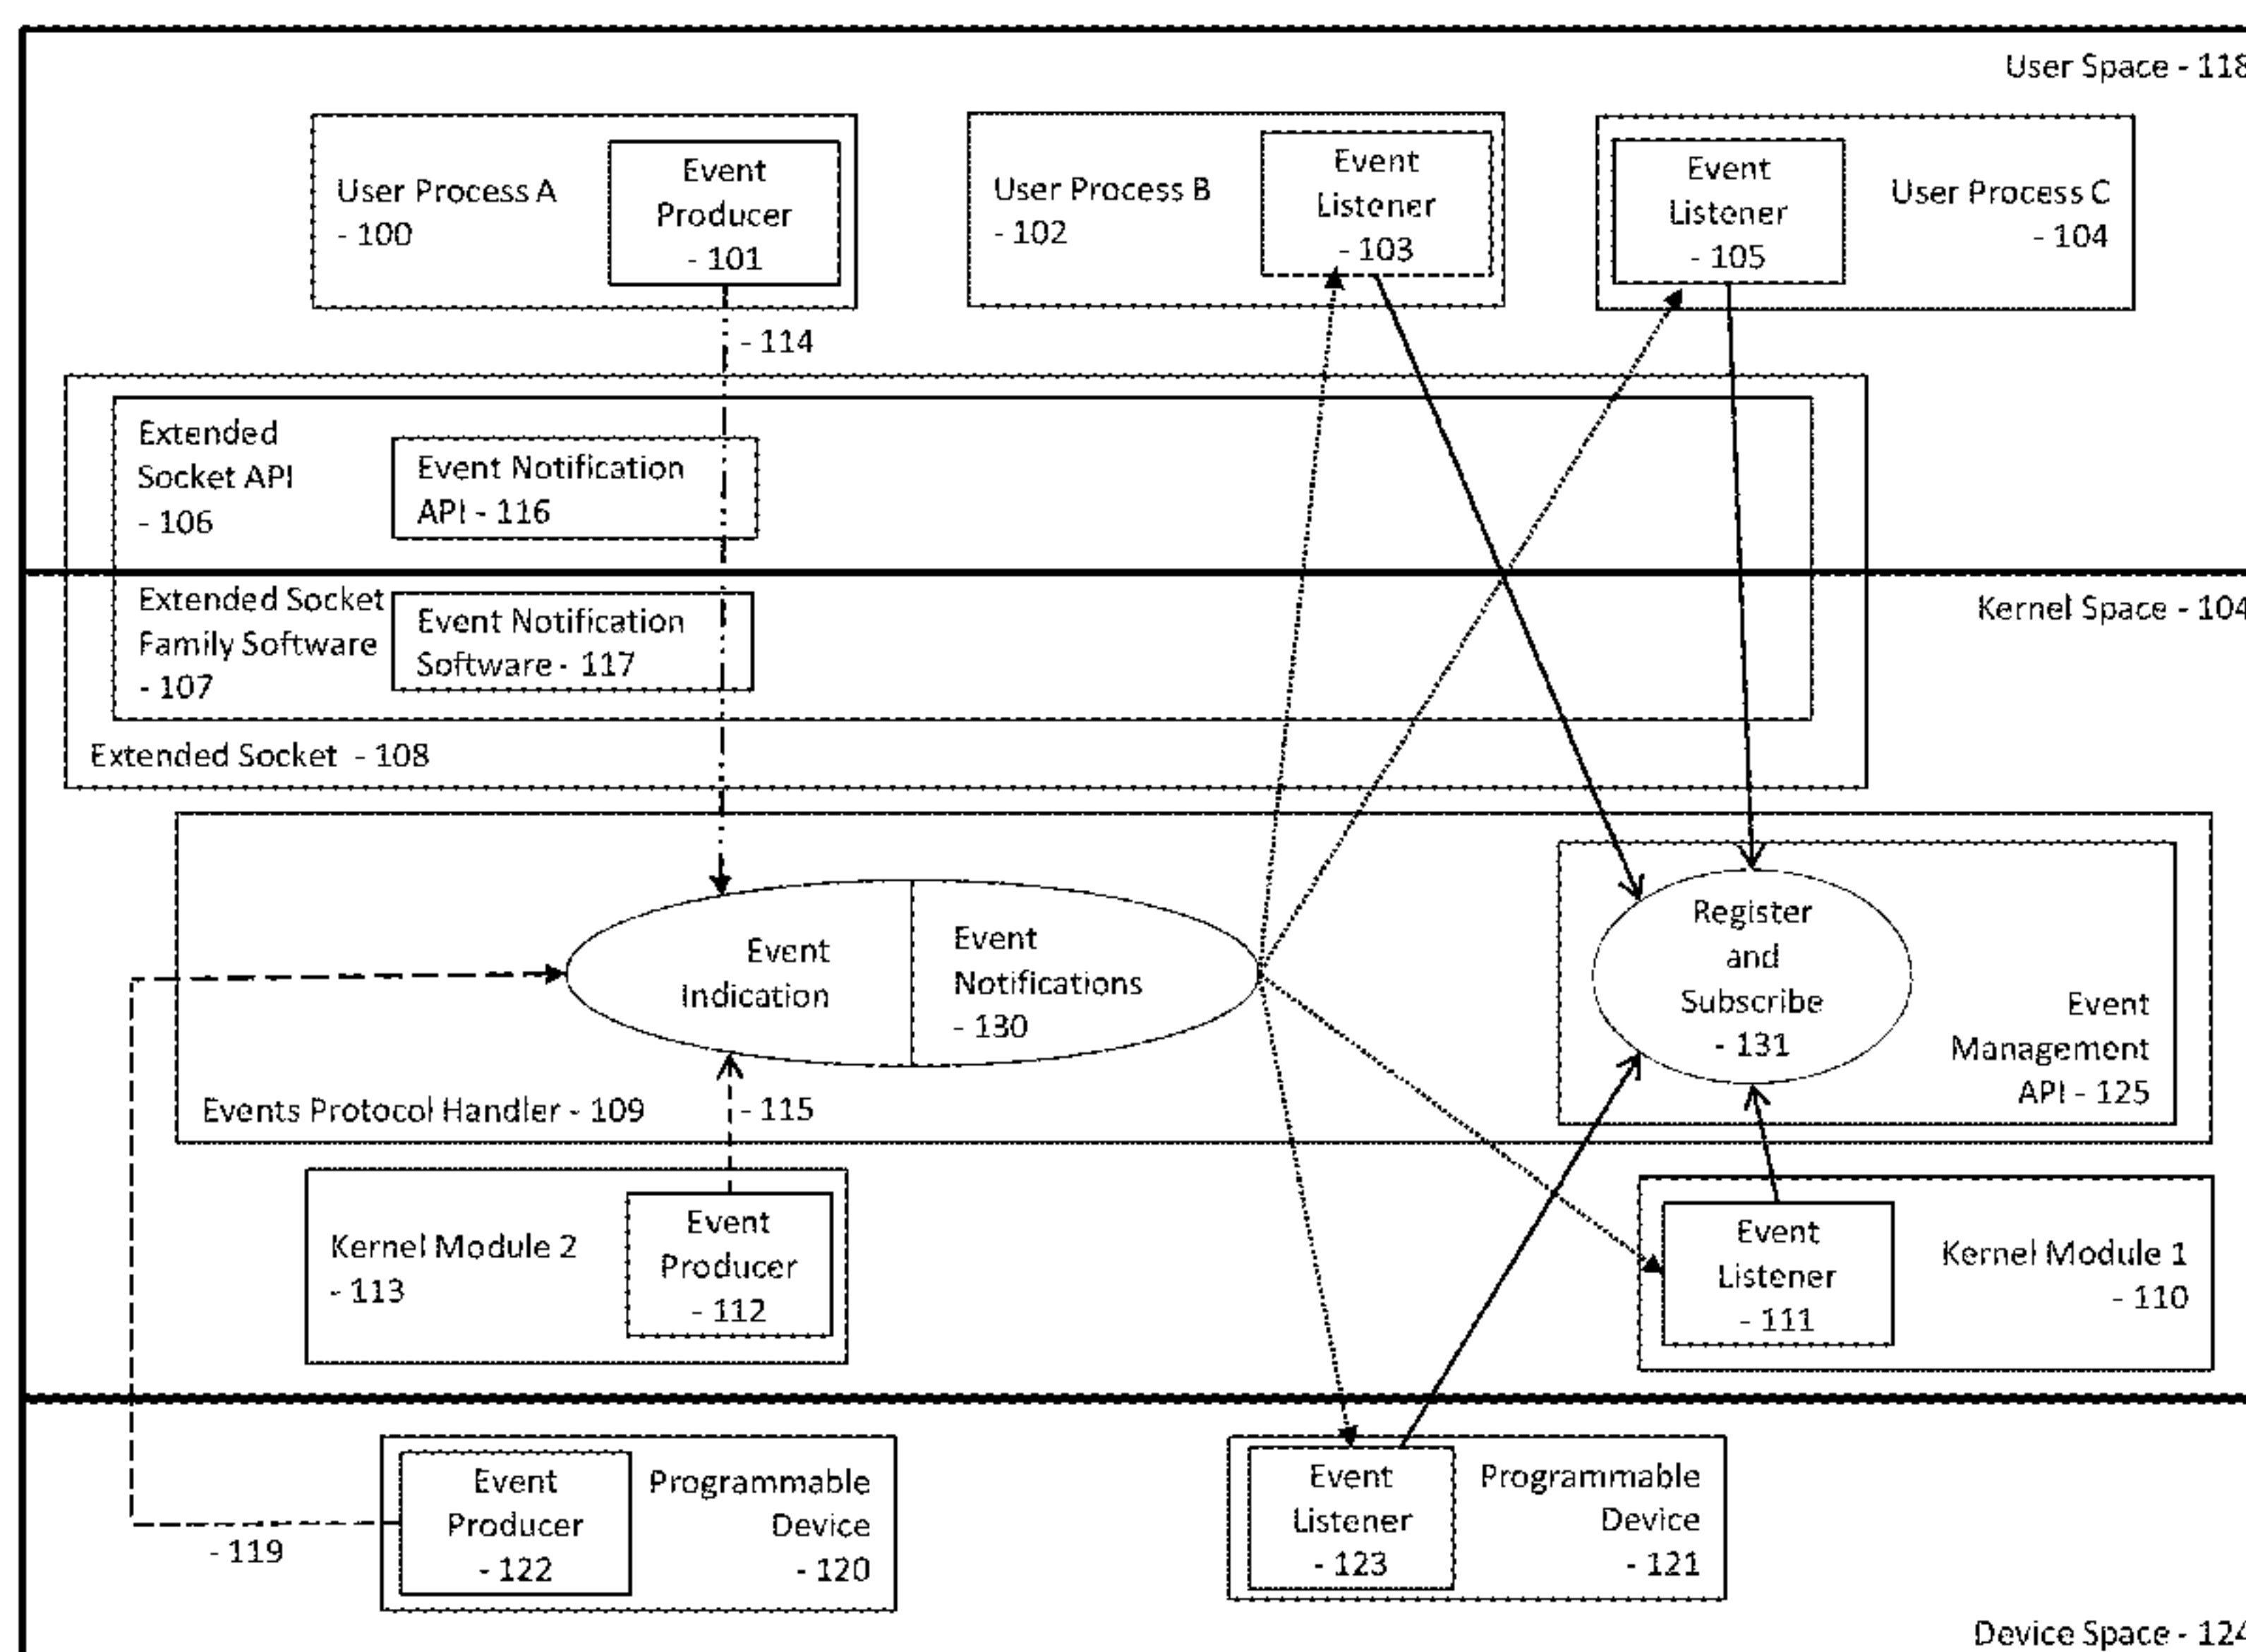 User Space - 118
User Process A
- 100
Event
Producer
- 101
User Process B
- 102
Event
Listener
- 103
Event
Listener
- 105
User Process C
- 104
- 114
Extended
Socket API
- 106
Event Notification
API - 116
Extended Socket
Family Software
- 107
Event Notification
Software - 117
Kernel Space - 104
Extended Socket - 108
Event
Indication
Event
Notifications
- 130
Register
and
Subscribe
- 131
Event
Management
API - 125
Events Protocol Handler - 109
- 115
Kernel Module 2
- 113
Event
Producer
- 112
Event
Listener
- 111
Kernel Module 1
- 110
- 119
Event
Producer
- 122
Programmable
Device
- 120
Event
Listener
- 123
Programmable
Device
- 121
Device Space - 124